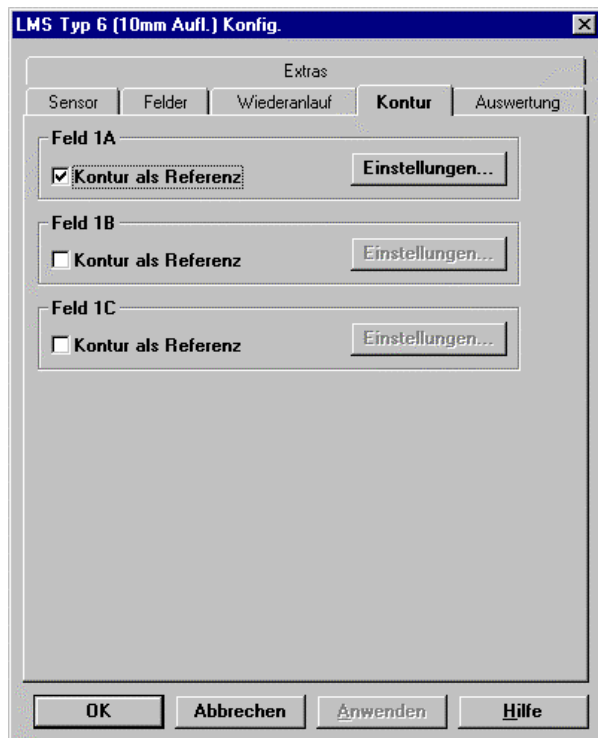 LMS Typ 6 (10mm Aufl.) Konfig.
Extras
Sensor Felder Wiederanlauf Kontur Auswertung
Feld 1A
Kontur als Referenz Einstellungen...
Feld 1B
Kontur als Referenz Einstellungen...
Feld 1C
Kontur als Referenz Einstellungen...
OK Abbrechen Anwenden Hilfe